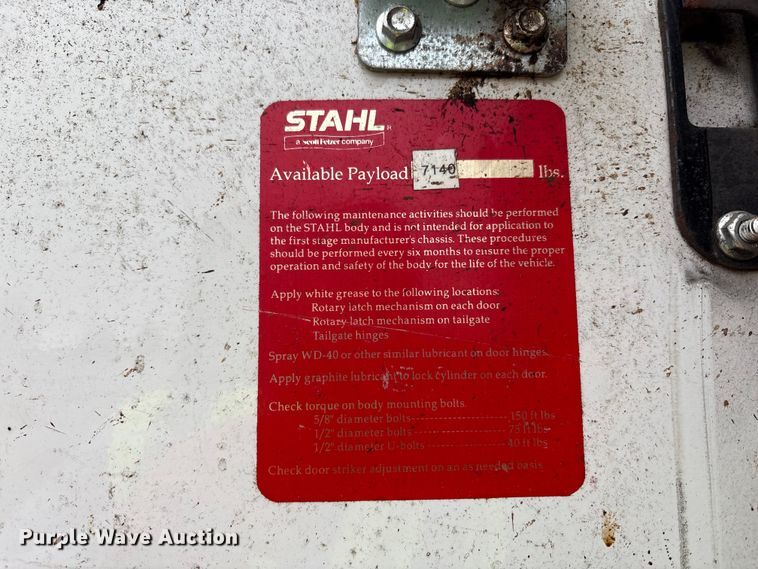 STAHL®
a Scott Fetzer company
Available Payload 7140 lbs.
The following maintenance activities should be performed
on the STAHL body and is not intended for application to
the first stage manufacturer's chassis. These procedures
should be performed every six months to ensure the proper
operation and safety of the body for the life of the vehicle.
Apply white grease to the following locations:
Rotary latch mechanism on each door
Rotary latch mechanism on tailgate
Tailgate hinges
Spray WD-40 or other similar lubricant on door hinges.
Apply graphite lubricant to lock cylinder on each door.
Check torque on body mounting bolts.
5/8" diameter bolts ---------------- 150 ft lbs
1/2" diameter bolts ---------------- 75 ft lbs
1/2" diameter U-bolts ---------------- 40 ft lbs
Check door striker adjustment on an as needed basis.
Purple Wave Auction